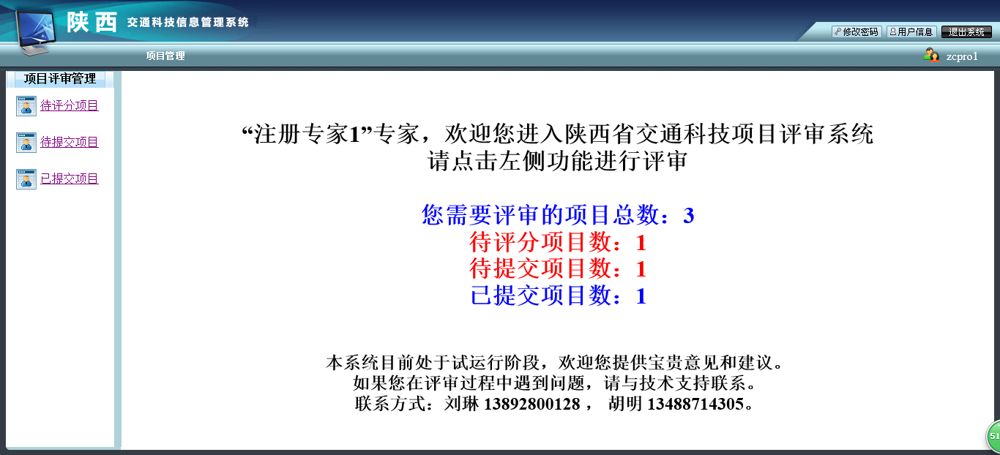 陕西 交通科技信息管理系统
修改密码 用户信息 退出系统
项目管理
zcpro1
项目评审管理
待评分项目
待提交项目
已提交项目
“注册专家1”专家，欢迎您进入陕西省交通科技项目评审系统
请点击左侧功能进行评审
您需要评审的项目总数：3
待评分项目数：1
待提交项目数：1
已提交项目数：1
本系统目前处于试运行阶段，欢迎您提供宝贵意见和建议。
如果您在评审过程中遇到问题，请与技术支持联系。
联系方式：刘琳 13892800128 ， 胡明 13488714305。
51